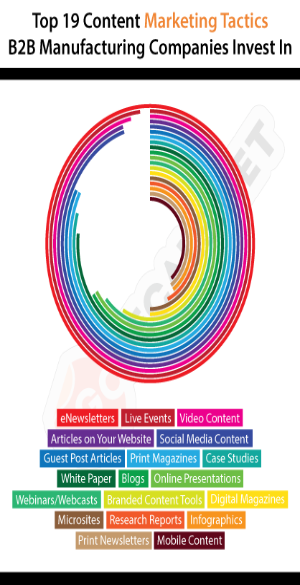 Top 19 Content Marketing Tactics
B2B Manufacturing Companies Invest In
eNewsletters Live Events Video Content
Articles on Your Website Social Media Content
Guest Post Articles Print Magazines Case Studies
White Paper Blogs Online Presentations
Webinars/Webcasts Branded Content Tools Digital Magazines
Microsites Research Reports Infographics
Print Newsletters Mobile Content